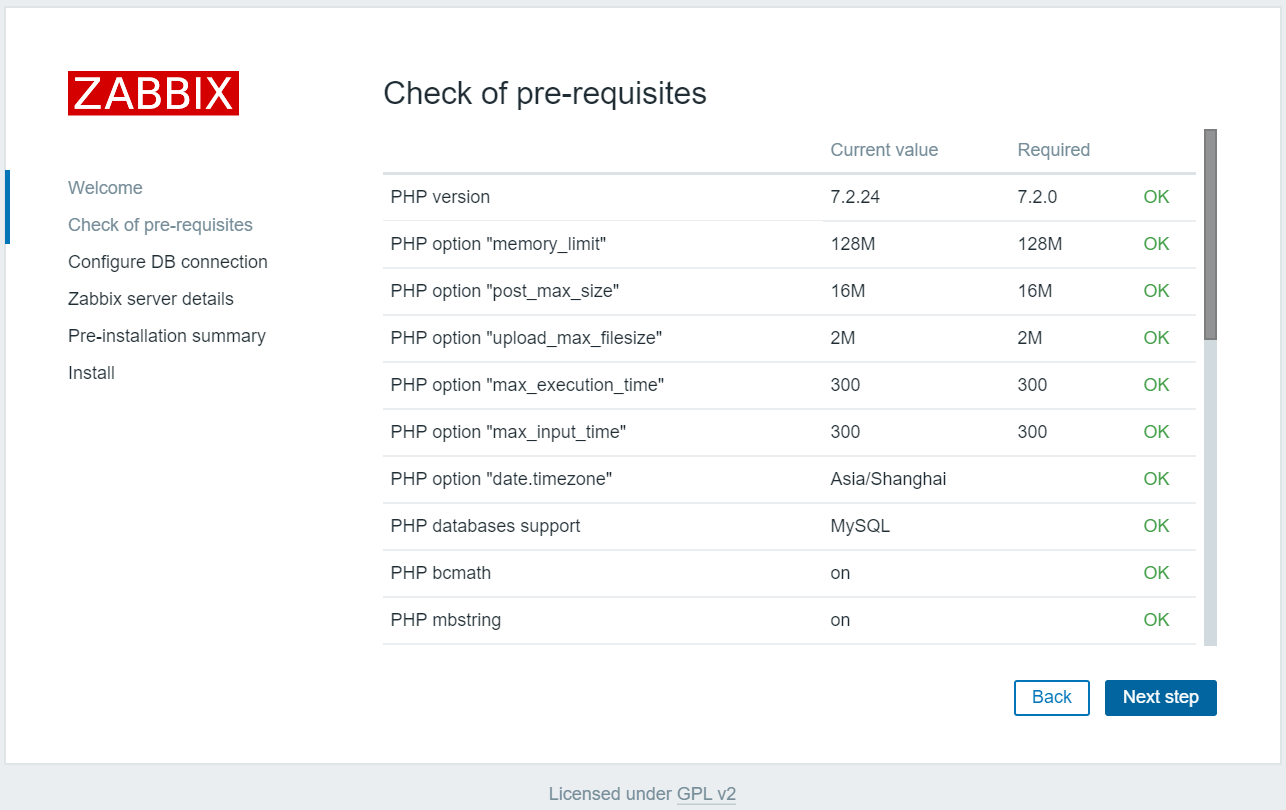 ZABBIX
Welcome
Check of pre-requisites
Configure DB connection
Zabbix server details
Pre-installation summary
Install
Check of pre-requisites
Current value Required
PHP version 7.2.24 7.2.0 OK
PHP option "memory_limit" 128M 128M OK
PHP option "post_max_size" 16M 16M OK
PHP option "upload_max_filesize" 2M 2M OK
PHP option "max_execution_time" 300 300 OK
PHP option "max_input_time" 300 300 OK
PHP option "date.timezone" Asia/Shanghai OK
PHP databases support MySQL OK
PHP bcmath on OK
PHP mbstring on OK
Back Next step
Licensed under GPL v2